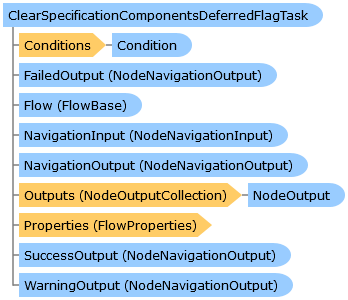 ClearSpecificationComponentsDeferredFlagTask
Conditions Condition
FailedOutput (NodeNavigationOutput)
Flow (FlowBase)
NavigationInput (NodeNavigationInput)
NavigationOutput (NodeNavigationOutput)
Outputs (NodeOutputCollection) NodeOutput
Properties (FlowProperties)
SuccessOutput (NodeNavigationOutput)
WarningOutput (NodeNavigationOutput)